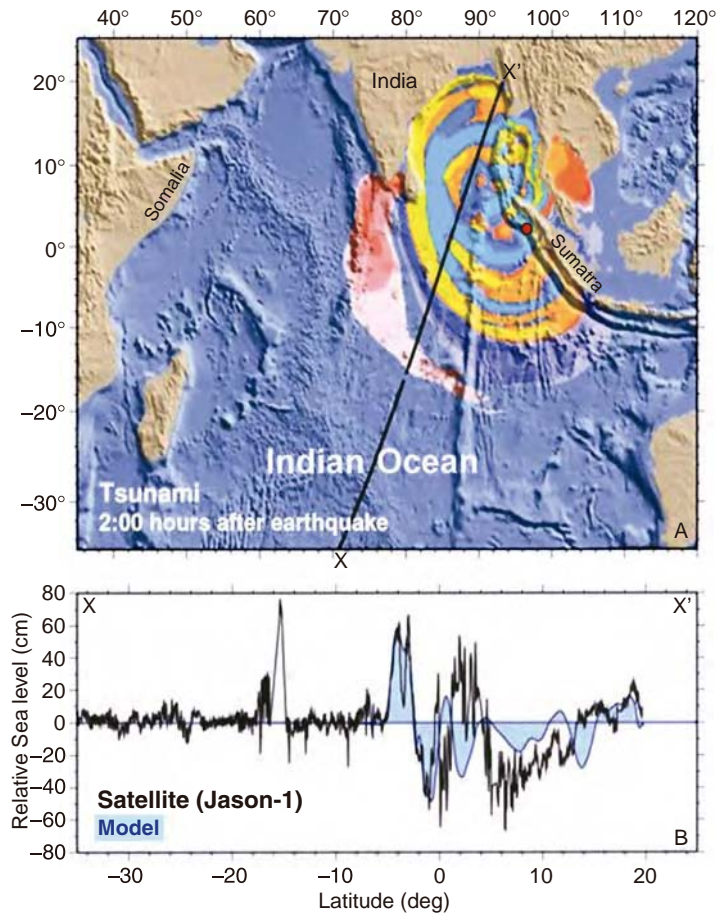 40° 50° 60° 70° 80° 90° 100° 110° 120°
20°
10°
0°
–10°
–20°
–30°
India
X'
Somalia
Sumatra
Indian Ocean
Tsunami
2:00 hours after earthquake
A
X
80
60
40
20
0
–20
–40
–60
–80
Relative Sea level (cm)
X
X'
Satellite (Jason-1)
Model
B
–30 –20 –10 0 10 20
Latitude (deg)